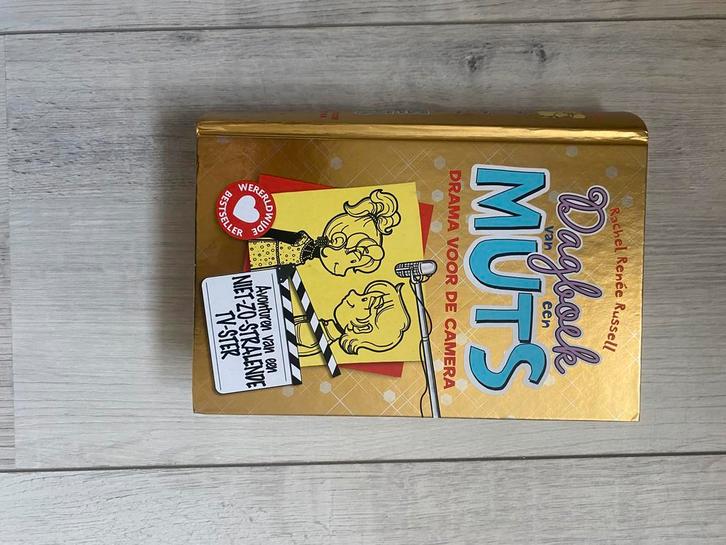 Rachel Renée Russell
Dagboek
van een
MUTS
DRAMA VOOR DE CAMERA
WERELDWIJDE
BESTSELLER
Avonturen van een
NIET-ZO-STRALENDE
TV-STER